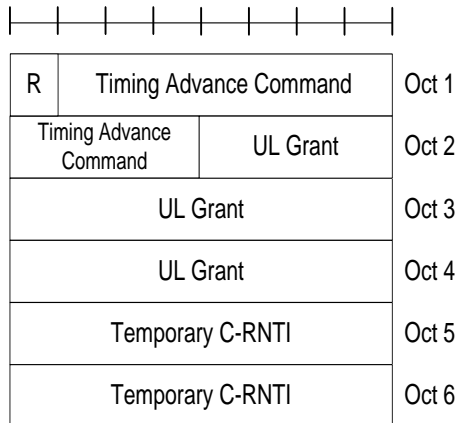 R Timing Advance Command Oct 1
Timing Advance
Command UL Grant Oct 2
UL Grant Oct 3
UL Grant Oct 4
Temporary C-RNTI Oct 5
Temporary C-RNTI Oct 6